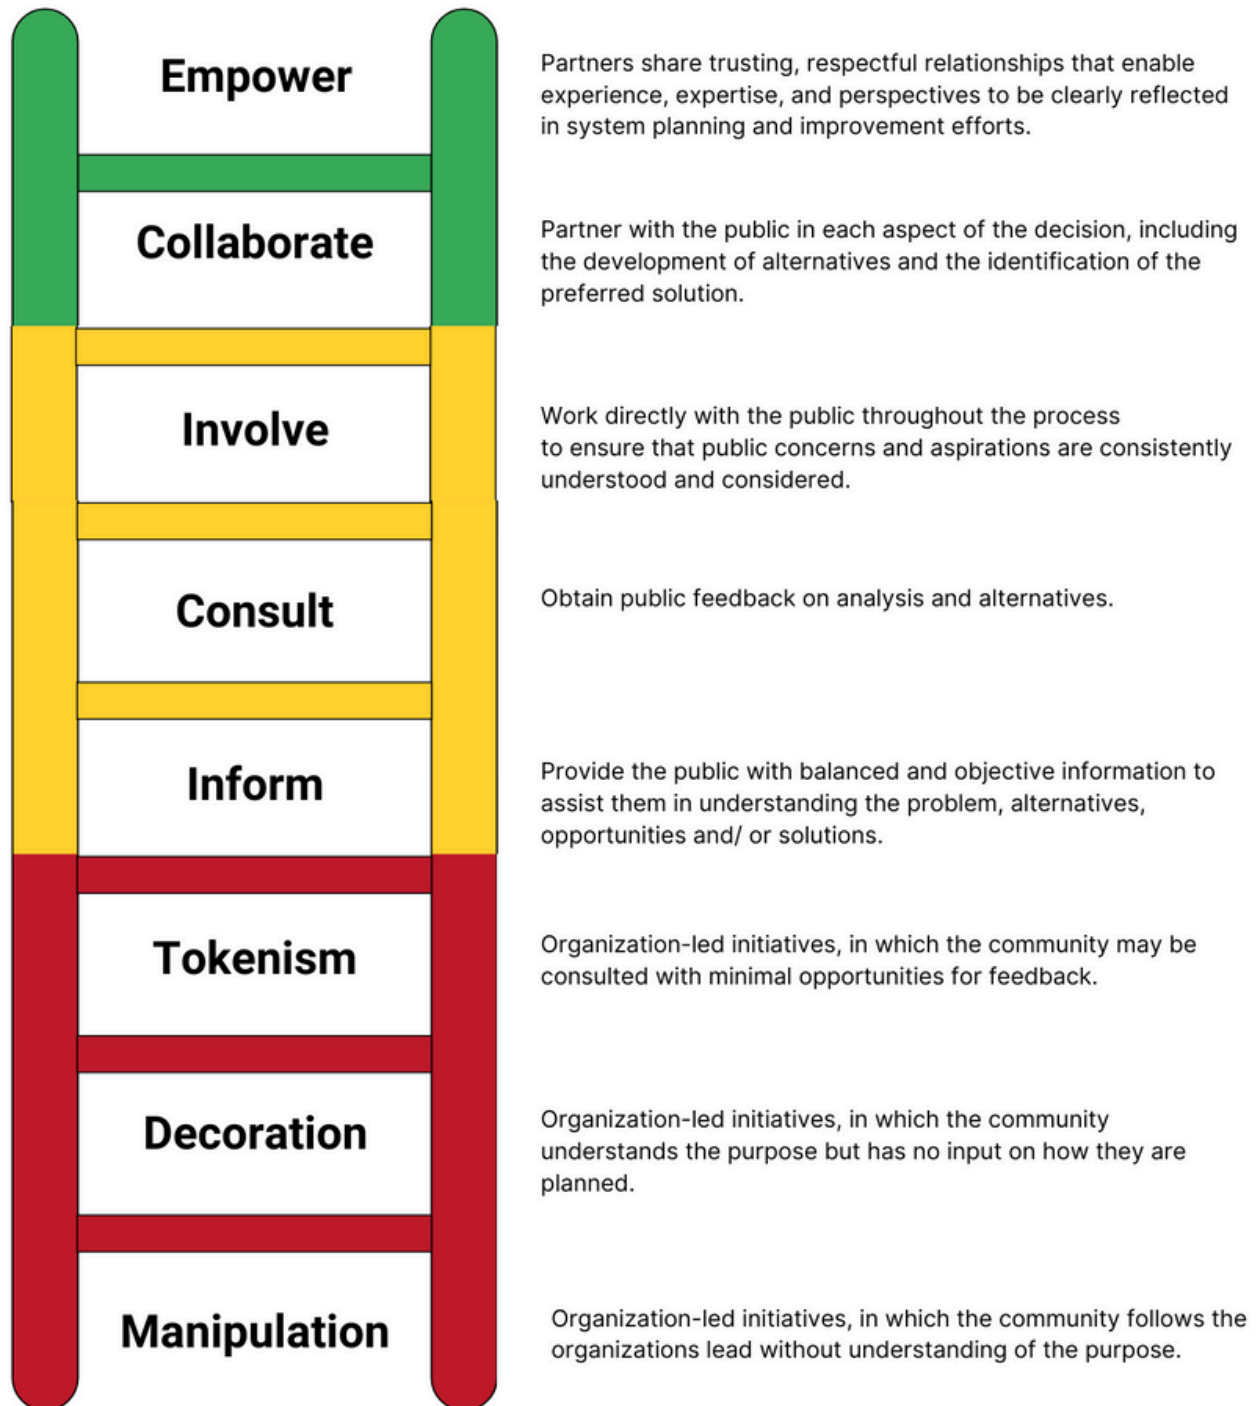 Empower
Partners share trusting, respectful relationships that enable
experience, expertise, and perspectives to be clearly reflected
in system planning and improvement efforts.
Collaborate
Partner with the public in each aspect of the decision, including
the development of alternatives and the identification of the
preferred solution.
Involve
Work directly with the public throughout the process
to ensure that public concerns and aspirations are consistently
understood and considered.
Consult
Obtain public feedback on analysis and alternatives.
Inform
Provide the public with balanced and objective information to
assist them in understanding the problem, alternatives,
opportunities and/ or solutions.
Tokenism
Organization-led initiatives, in which the community may be
consulted with minimal opportunities for feedback.
Decoration
Organization-led initiatives, in which the community
understands the purpose but has no input on how they are
planned.
Manipulation
Organization-led initiatives, in which the community follows the
organizations lead without understanding of the purpose.